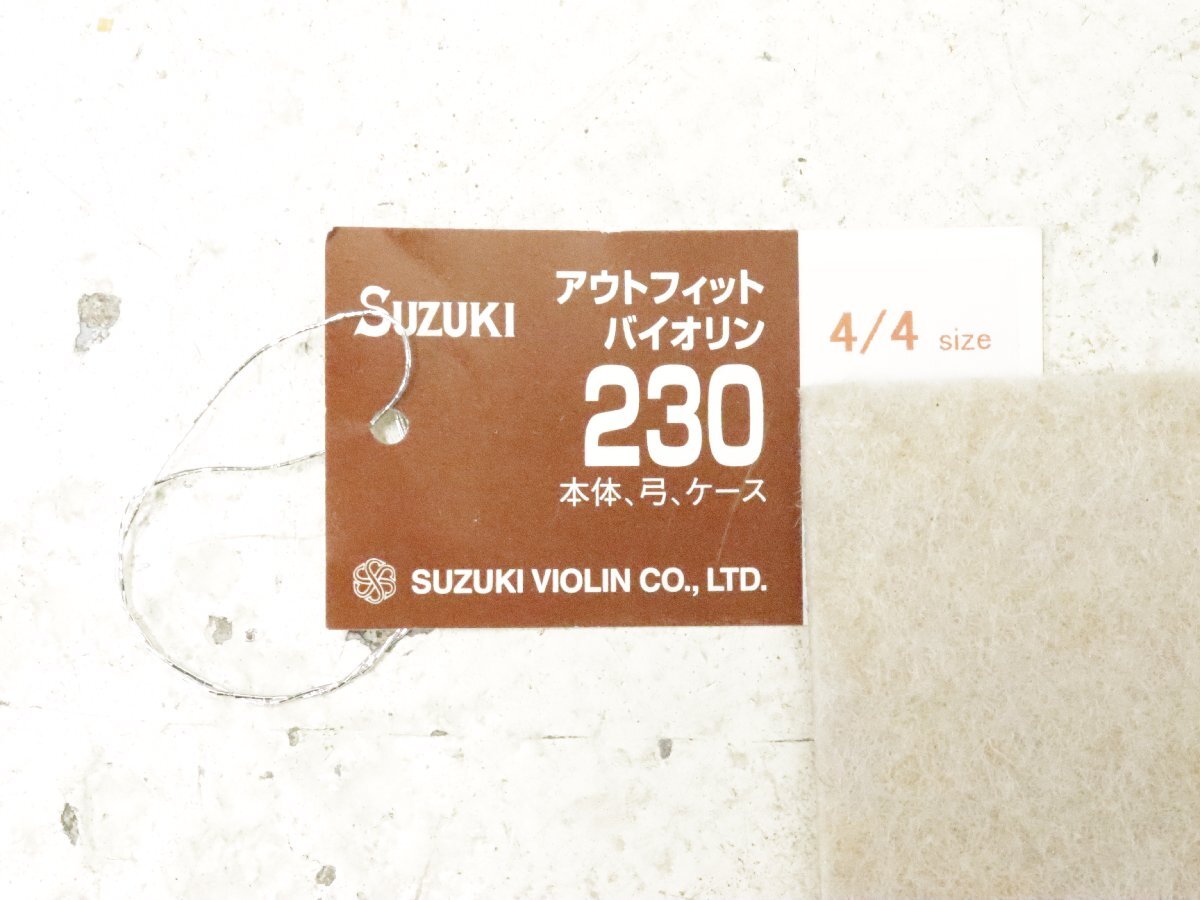 SUZUKI
アウトフィット
バイオリン
230
本体、弓、ケース
SUZUKI VIOLIN CO., LTD.
4/4 size